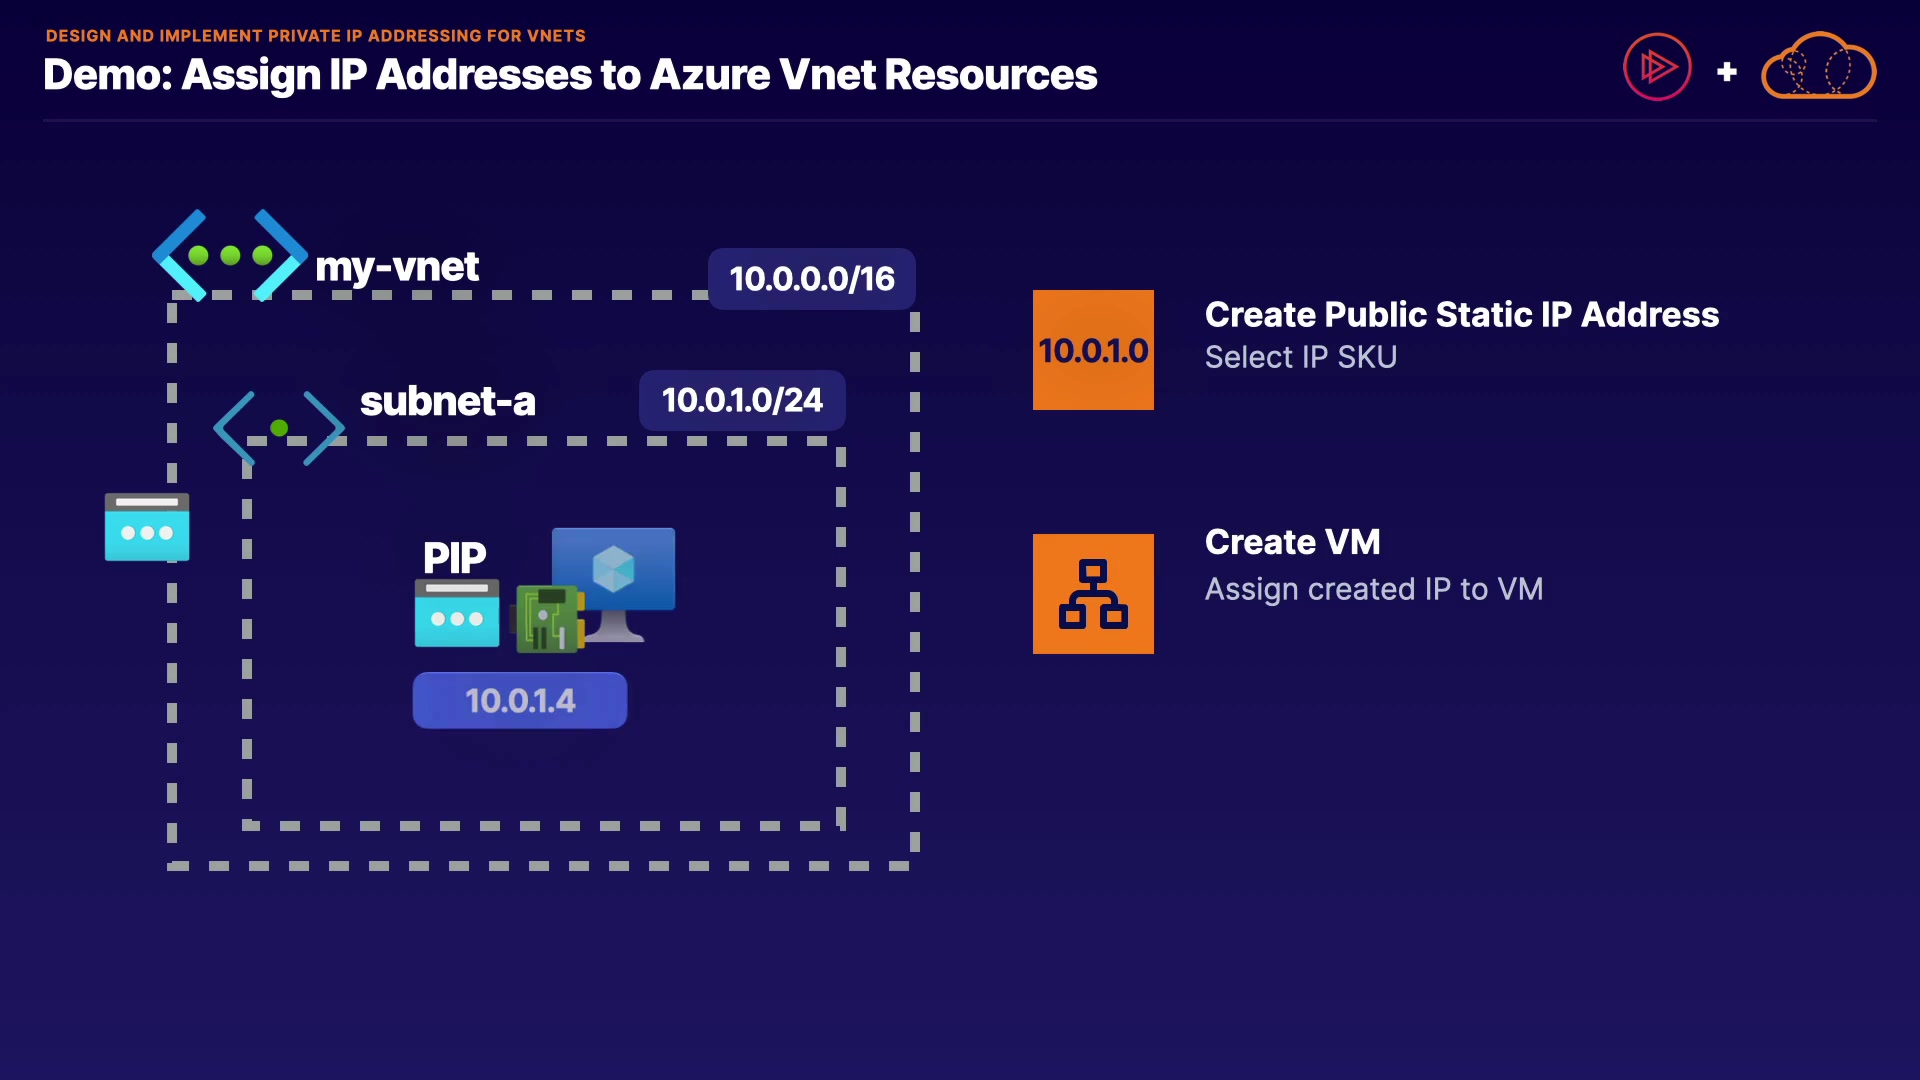 DESIGN AND IMPLEMENT PRIVATE IP ADDRESSING FOR VNETS
Demo: Assign IP Addresses to Azure Vnet Resources
+
my-vnet
10.0.0.0/16
subnet-a
10.0.1.0/24
PIP
10.0.1.4
10.0.1.0
Create Public Static IP Address
Select IP SKU
Create VM
Assign created IP to VM